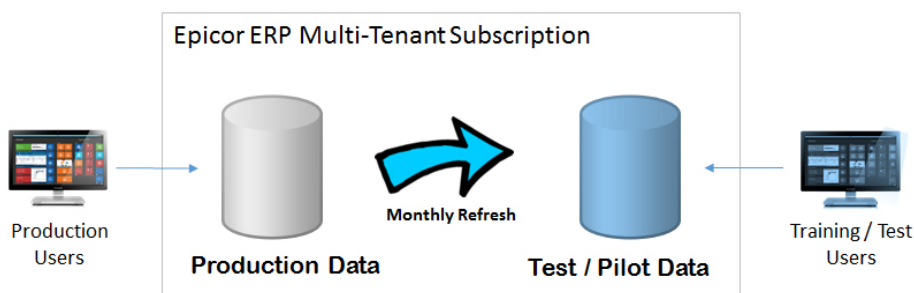 Epicor ERP Multi-Tenant Subscription
Monthly Refresh
Production
Users
Training / Test
Users
Production Data
Test / Pilot Data